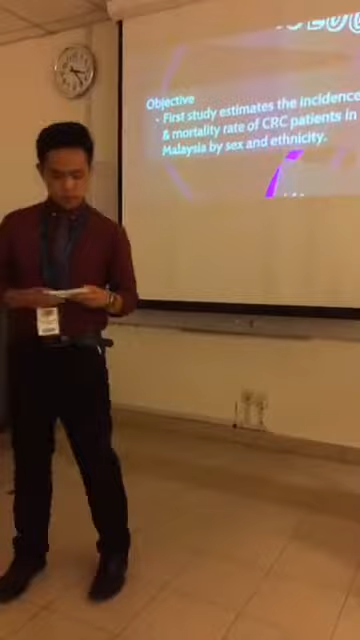 Objective
• First study estimates the incidence
& mortality rate of CRC patients in
Malaysia by sex and ethnicity.